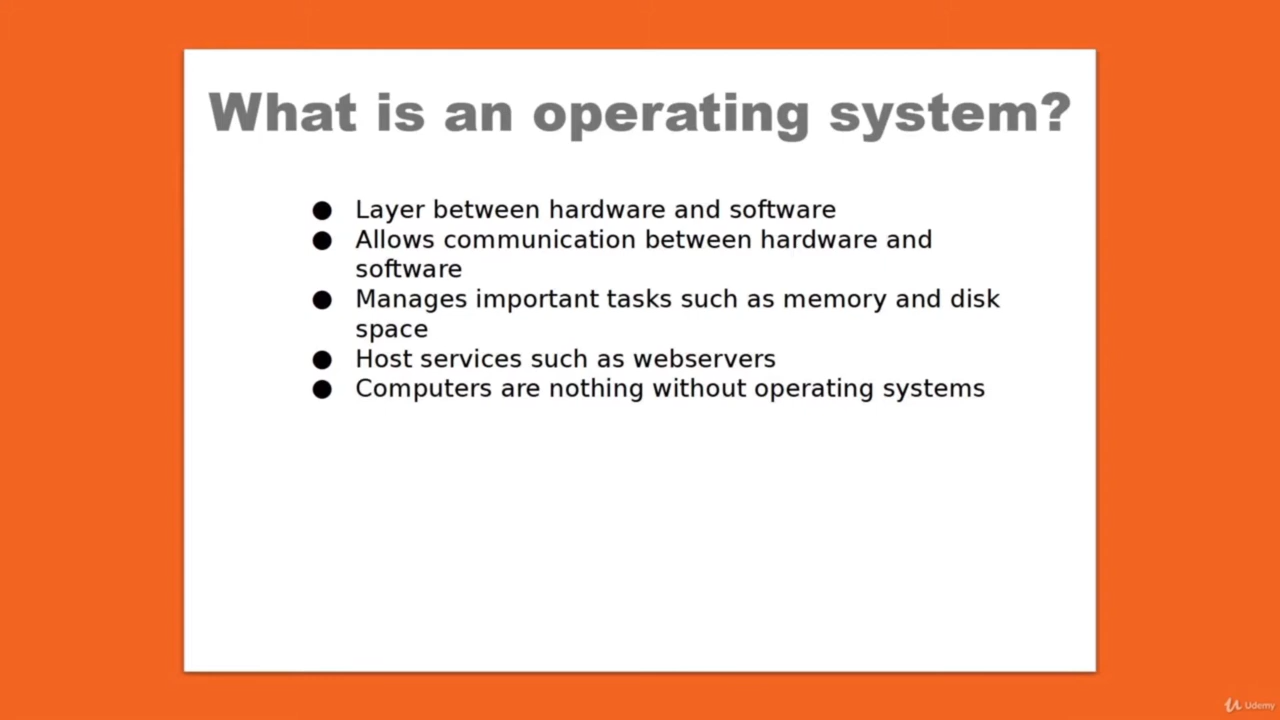 What is an operating system?
● Layer between hardware and software
● Allows communication between hardware and
software
● Manages important tasks such as memory and disk
space
● Host services such as webservers
● Computers are nothing without operating systems
Udemy